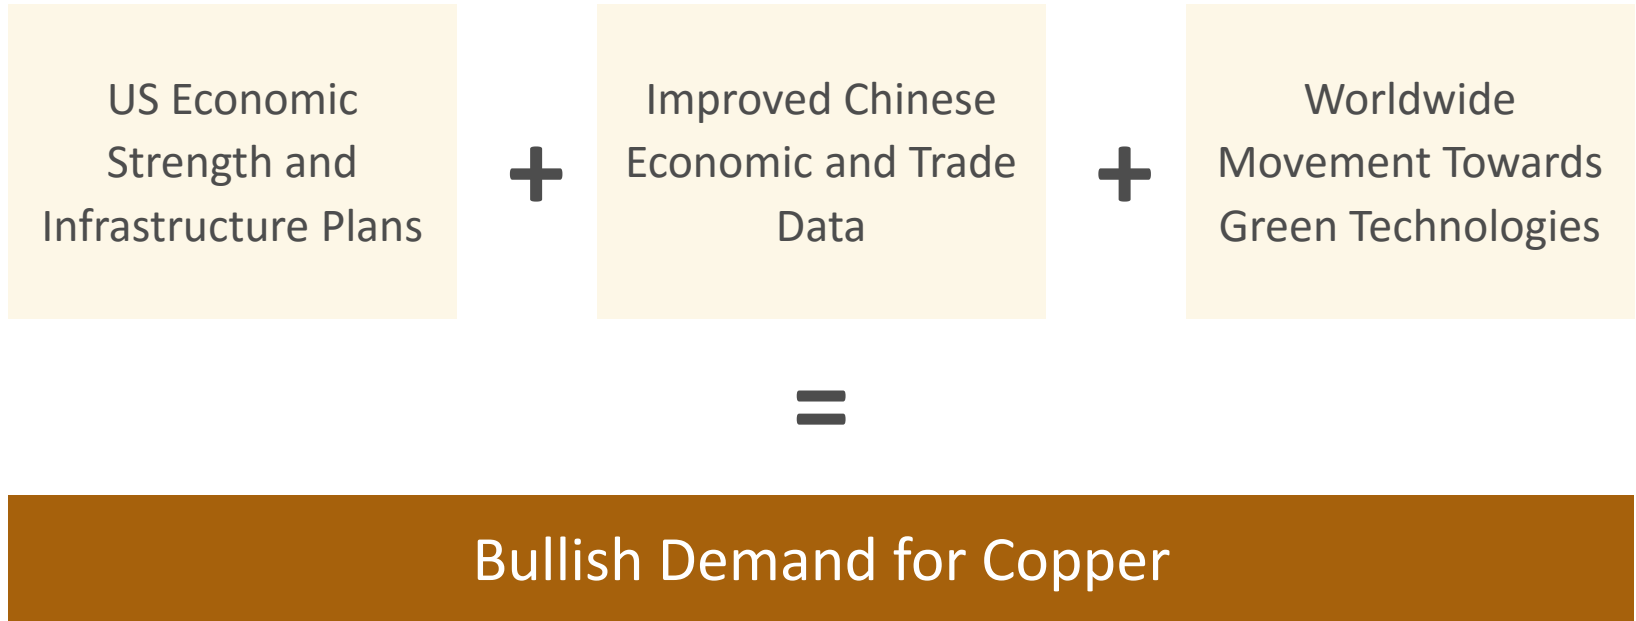 US Economic
Strength and
Infrastructure Plans
+
Improved Chinese
Economic and Trade
Data
+
Worldwide
Movement Towards
Green Technologies
=
Bullish Demand for Copper